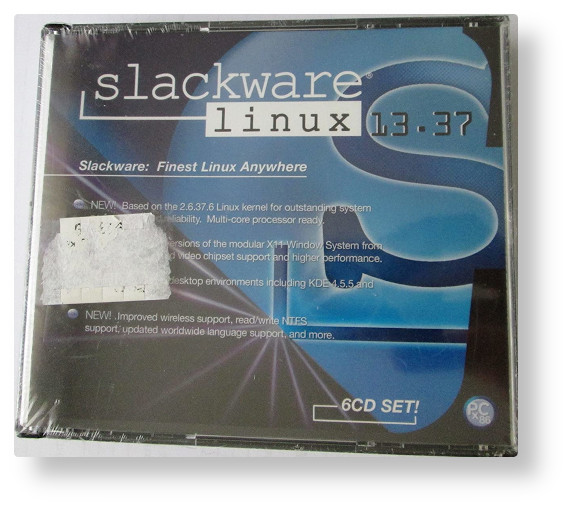 slackware®
linux 13.37
Slackware: Finest Linux Anywhere
NEW! Based on the 2.6.37.6 Linux kernel for outstanding system
reliability. Multi-core processor ready.
versions of the modular X11 Window System from
video chipset support and higher performance.
desktop environments including KDE 4.5.5 and
NEW! .Improved wireless support, read/write NTFS
support, updated worldwide language support, and more.
6CD SET!
PC
x86